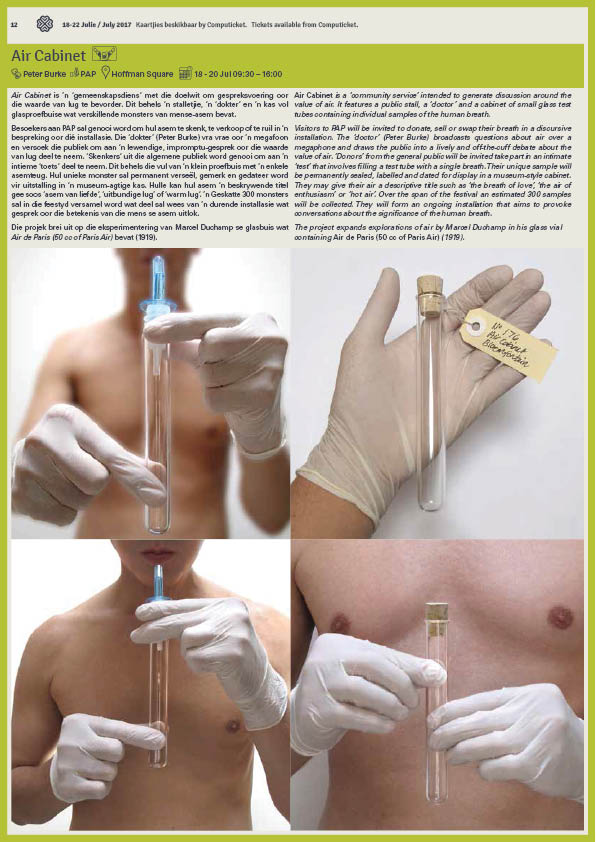 12
18-22 Julie / July 2017 Kaartjies beskikbaar by Computicket. Tickets available from Computicket.
Air Cabinet
Peter Burke PAP Hoffman Square 18 - 20 Jul 09:30 – 16:00
Air Cabinet is 'n 'gemeenskapsdiens' met die doelwit om gespreksvoering oor
die waarde van lug te bevorder. Dit behels 'n stalletjie, 'n 'dokter' en 'n kas vol
glasproefbuise wat verskillende monsters van mense-asem bevat.
Besoekers aan PAP sal genooi word om hul asem te skenk, te verkoop of te ruil in 'n
bespreking oor dié installasie. Die 'dokter' (Peter Burke) vra vrae oor 'n megafoon
en versoek die publiek om aan 'n lewendige, impromptu-gesprek oor die waarde
van lug deel te neem. 'Skenkers' uit die algemene publiek word genooi om aan 'n
intieme 'toets' deel te neem. Dit behels die vul van 'n klein proefbuis met 'n enkele
asemteug. Hul unieke monster sal permanent verseël, gemerk en gedateer word
vir uitstalling in 'n museum-agtige kas. Hulle kan hul asem 'n beskrywende titel
gee soos 'asem van liefde', 'uitbundige lug' of 'warm lug'. 'n Geskatte 300 monsters
sal in die feestyd versamel word wat deel sal wees van 'n durende installasie wat
gesprek oor die betekenis van die mens se asem uitlok.
Die projek brei uit op die eksperimentering van Marcel Duchamp se glasbuis wat
Air de Paris (50 cc of Paris Air) bevat (1919).
Air Cabinet is a 'community service' intended to generate discussion around the
value of air. It features a public stall, a 'doctor' and a cabinet of small glass test
tubes containing individual samples of the human breath.
Visitors to PAP will be invited to donate, sell or swap their breath in a discursive
installation. The 'doctor' (Peter Burke) broadcasts questions about air over a
megaphone and draws the public into a lively and off-the-cuff debate about the
value of air. 'Donors' from the general public will be invited take part in an intimate
'test' that involves filling a test tube with a single breath. Their unique sample will
be permanently sealed, labelled and dated for display in a museum-style cabinet.
They may give their air a descriptive title such as 'the breath of love', 'the air of
enthusiasm' or 'hot air'. Over the span of the festival an estimated 300 samples
will be collected. They will form an ongoing installation that aims to provoke
conversations about the significance of the human breath.
The project expands explorations of air by Marcel Duchamp in his glass vial
containing Air de Paris (50 cc of Paris Air) (1919).
No 176
Air Cabinet
Bloemfontein